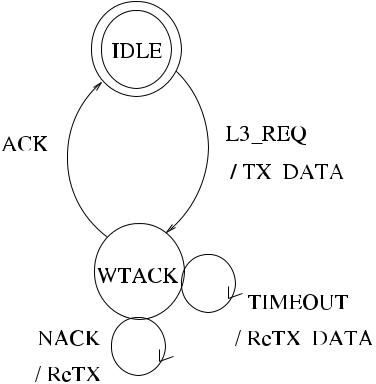 IDLE
ACK
L3_REQ
/ TX DATA
WTACK
TIMEOUT
/ ReTX DATA
NACK
/ ReTX